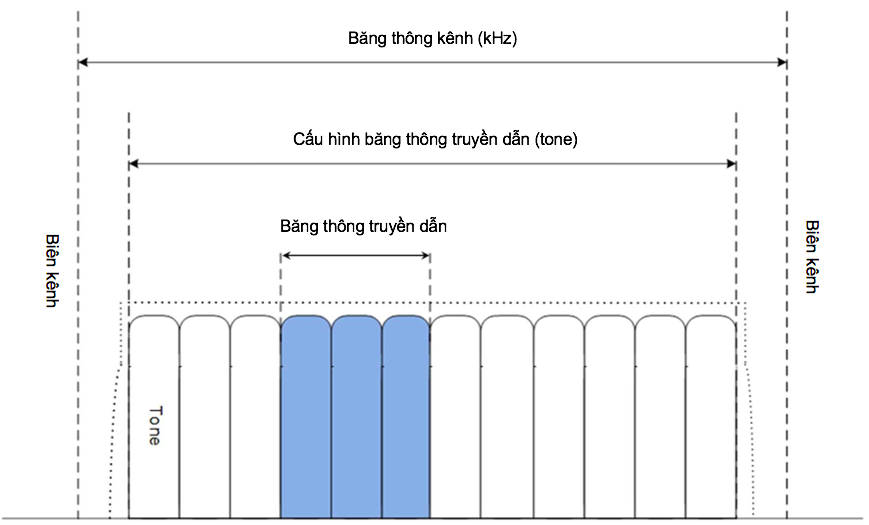 Băng thông kênh (kHz)
Cấu hình băng thông truyền dẫn (tone)
Băng thông truyền dẫn
Biên kênh
Biên kênh
Tone